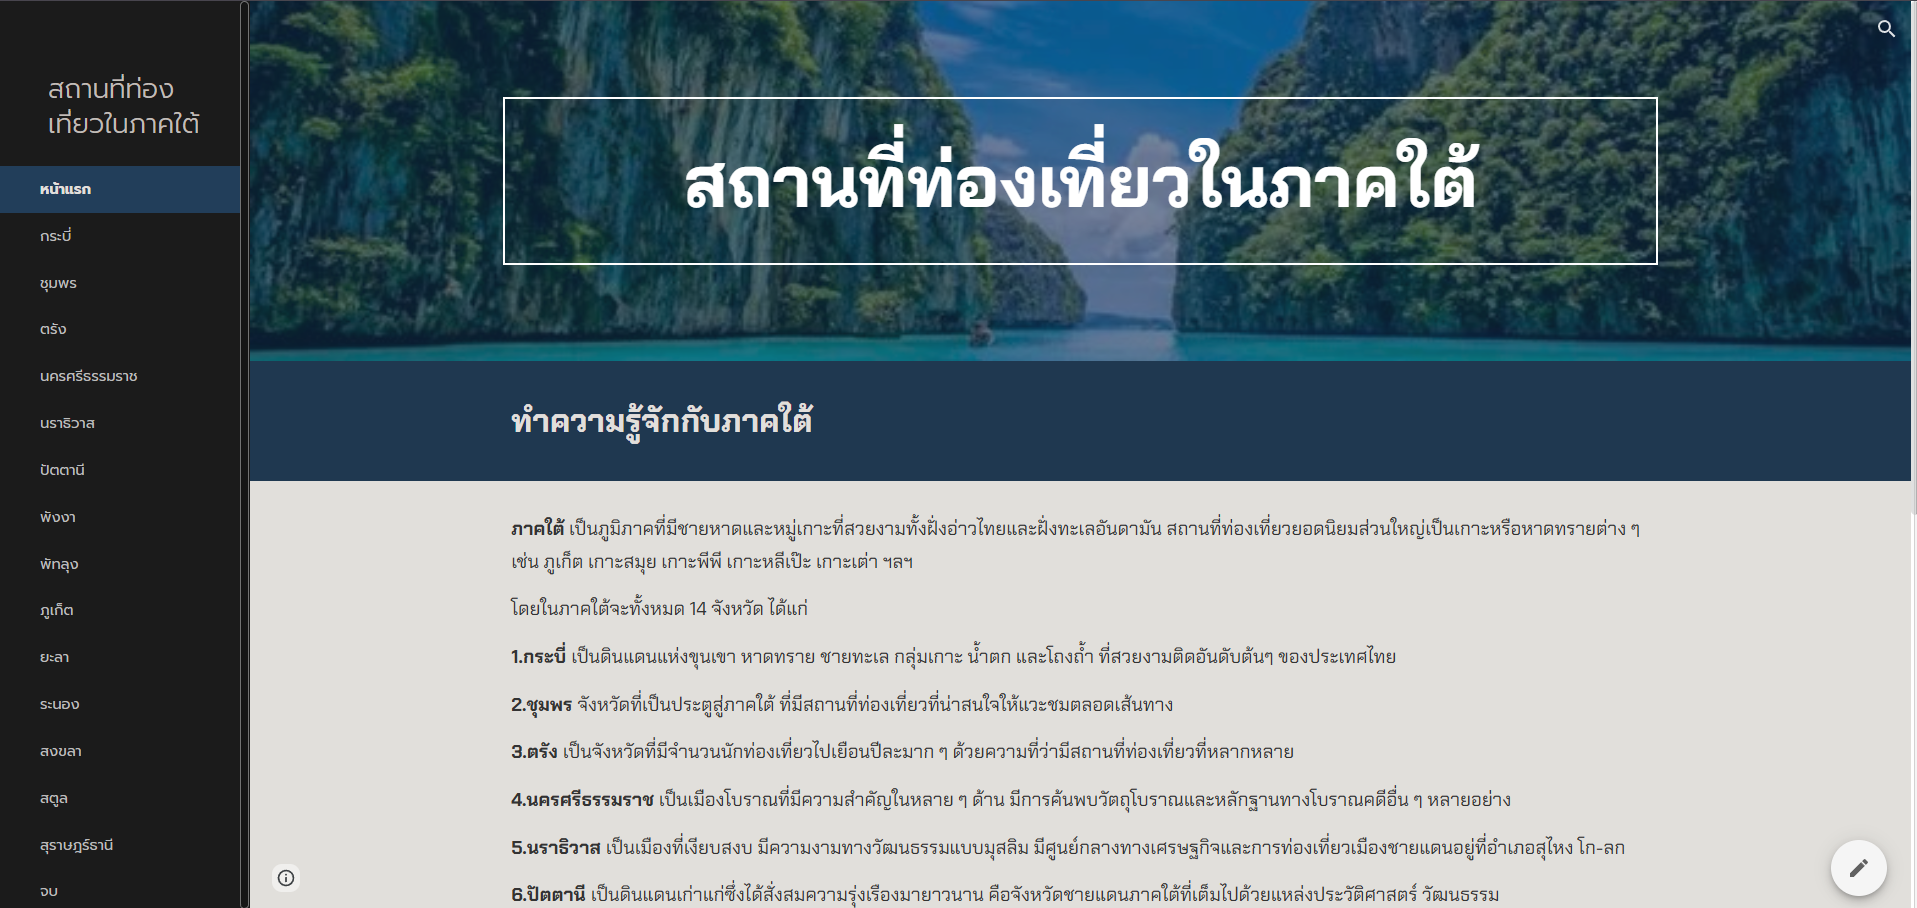 สถานที่ท่อง
เที่ยวในภาคใต้
หน้าแรก
กระบี่
ชุมพร
ตรัง
นครศรีธรรมราช
นราธิวาส
ปัตตานี
พังงา
พัทลุง
ภูเก็ต
ยะลา
ระนอง
สงขลา
สตูล
สุราษฎร์ธานี
จบ
สถานที่ท่องเที่ยวในภาคใต้
ทำความรู้จักกับภาคใต้
ภาคใต้ เป็นภูมิภาคที่มีชายหาดและหมู่เกาะที่สวยงามทั้งฝั่งอ่าวไทยและฝั่งทะเลอันดามัน สถานที่ท่องเที่ยวยอดนิยมส่วนใหญ่เป็นเกาะหรือหาดทรายต่าง ๆ
เช่น ภูเก็ต เกาะสมุย เกาะพีพี เกาะหลีเป๊ะ เกาะเต่า ฯลฯ
โดยในภาคใต้จะทั้งหมด 14 จังหวัด ได้แก่
1.กระบี่ เป็นดินแดนแห่งขุนเขา หาดทราย ชายทะเล กลุ่มเกาะ น้ำตก และโถงถ้ำ ที่สวยงามติดอันดับต้นๆ ของประเทศไทย
2.ชุมพร จังหวัดที่เป็นประตูสู่ภาคใต้ ที่มีสถานที่ท่องเที่ยวที่น่าสนใจให้แวะชมตลอดเส้นทาง
3.ตรัง เป็นจังหวัดที่มีจำนวนนักท่องเที่ยวไปเยือนปีละมาก ๆ ด้วยความที่ว่ามีสถานที่ท่องเที่ยวที่หลากหลาย
4.นครศรีธรรมราช เป็นเมืองโบราณที่มีความสำคัญในหลาย ๆ ด้าน มีการค้นพบวัตถุโบราณและหลักฐานทางโบราณคดีอื่น ๆ หลายอย่าง
5.นราธิวาส เป็นเมืองที่เงียบสงบ มีความงามทางวัฒนธรรมแบบมุสลิม มีศูนย์กลางทางเศรษฐกิจและการท่องเที่ยวเมืองชายแดนอยู่ที่อำเภอสุไหง โก-ลก
6.ปัตตานี เป็นดินแดนเก่าแก่ซึ่งได้สั่งสมความรุ่งเรืองมายาวนาน คือจังหวัดชายแดนภาคใต้ที่เต็มไปด้วยแหล่งประวัติศาสตร์ วัฒนธรรม